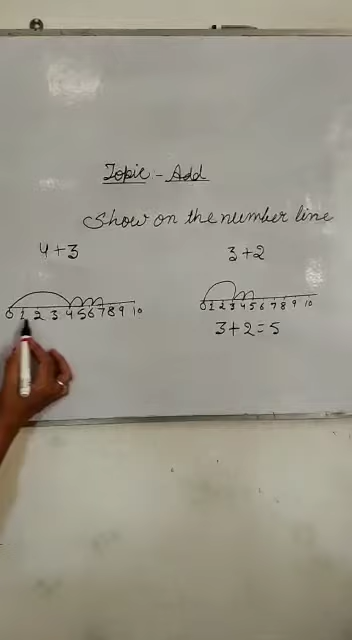 Topic - Add
Show on the number line
4+3
3+2
0 1 2 3 4 5 6 7 8 9 10
0 1 2 3 4 5 6 7 8 9 10
3+2=5